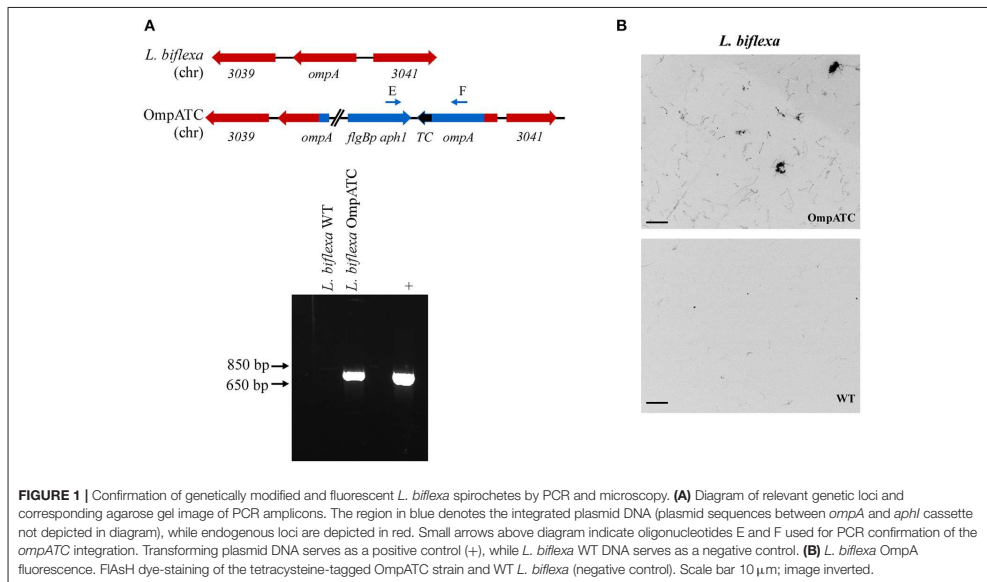 A
L. biflexa
(chr)
3039
ompA
3041
E
F
OmpATC
(chr)
3039
ompA
flgBp aph1
TC
ompA
3041
L. biflexa WT
L. biflexa OmpATC
+
850 bp
650 bp
B
L. biflexa
OmpATC
WT
FIGURE 1 | Confirmation of genetically modified and fluorescent L. biflexa spirochetes by PCR and microscopy. (A) Diagram of relevant genetic loci and
corresponding agarose gel image of PCR amplicons. The region in blue denotes the integrated plasmid DNA (plasmid sequences between ompA and aphI cassette
not depicted in diagram), while endogenous loci are depicted in red. Small arrows above diagram indicate oligonucleotides E and F used for PCR confirmation of the
ompATC integration. Transforming plasmid DNA serves as a positive control (+), while L. biflexa WT DNA serves as a negative control. (B) L. biflexa OmpA
fluorescence. FlAsH dye-staining of the tetracysteine-tagged OmpATC strain and WT L. biflexa (negative control). Scale bar 10 μm; image inverted.